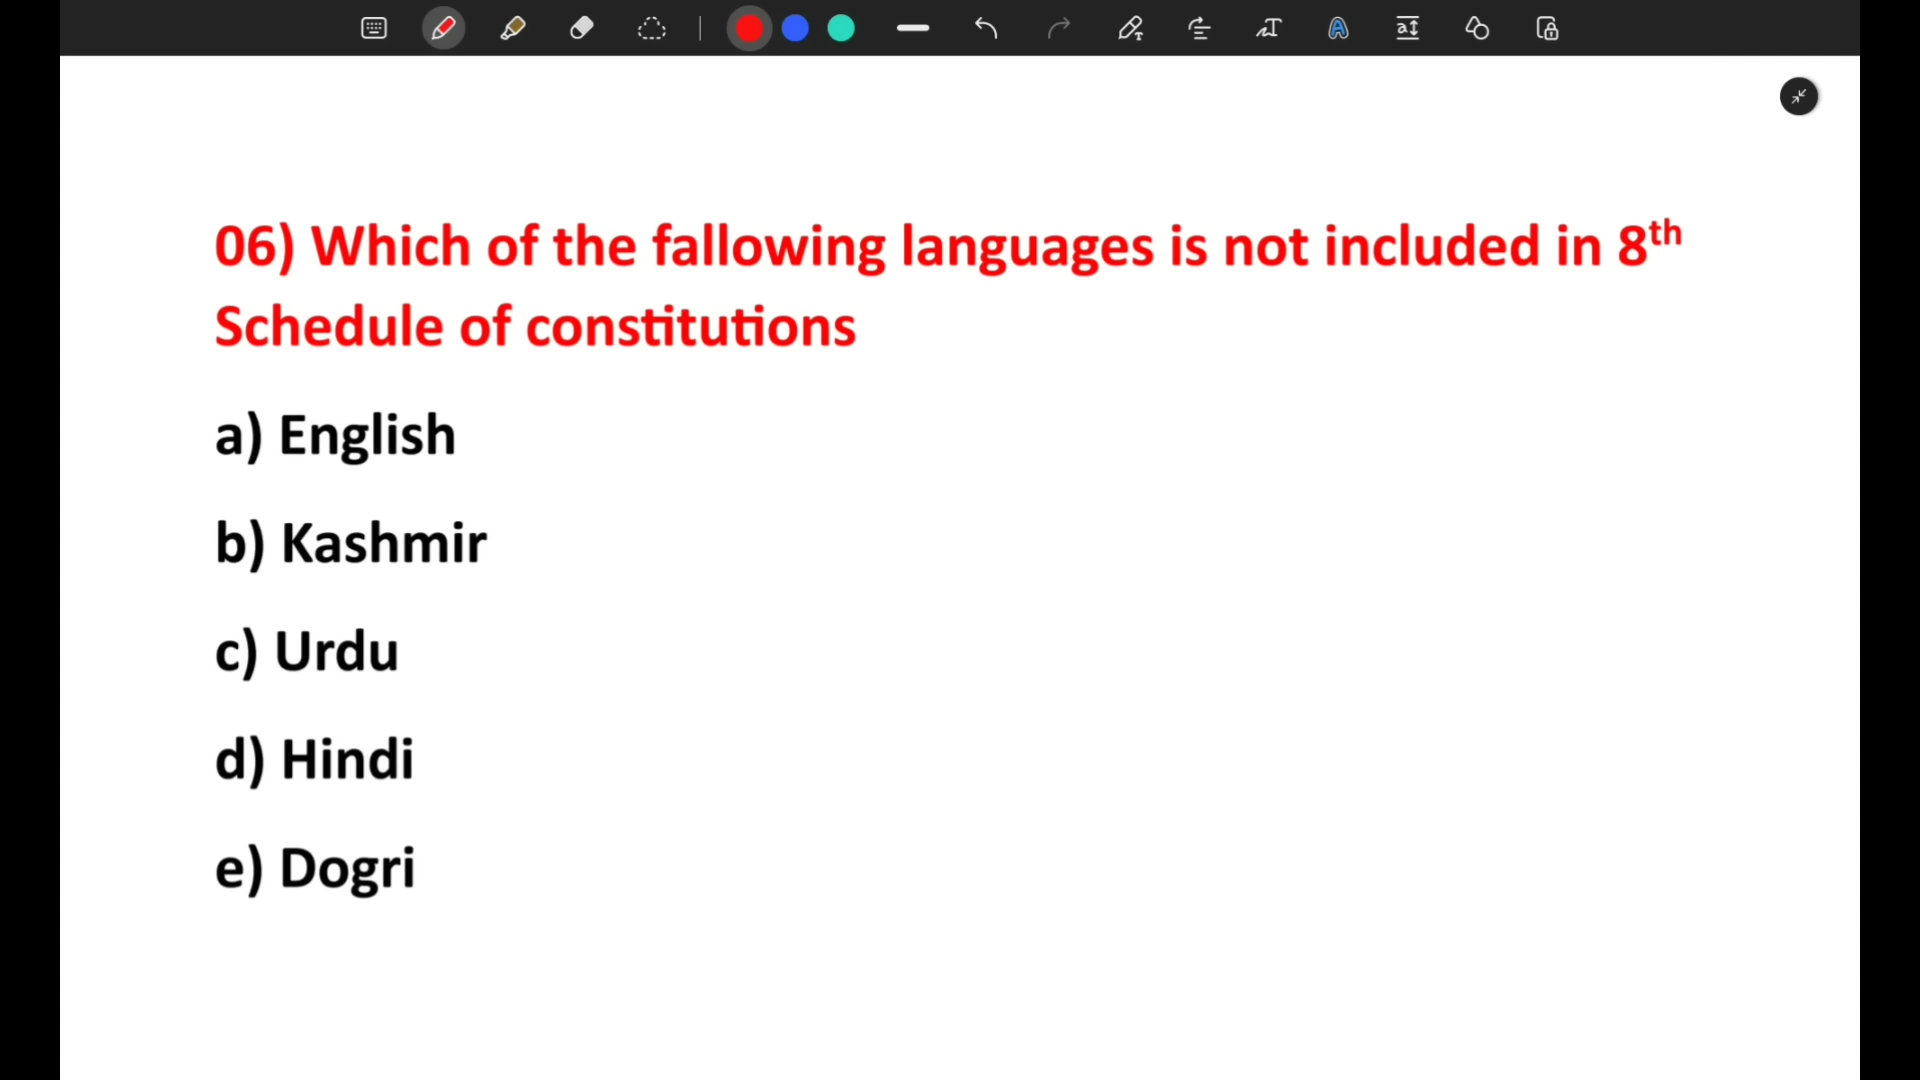 06) Which of the fallowing languages is not included in 8th
Schedule of constitutions
a) English
b) Kashmir
c) Urdu
d) Hindi
e) Dogri